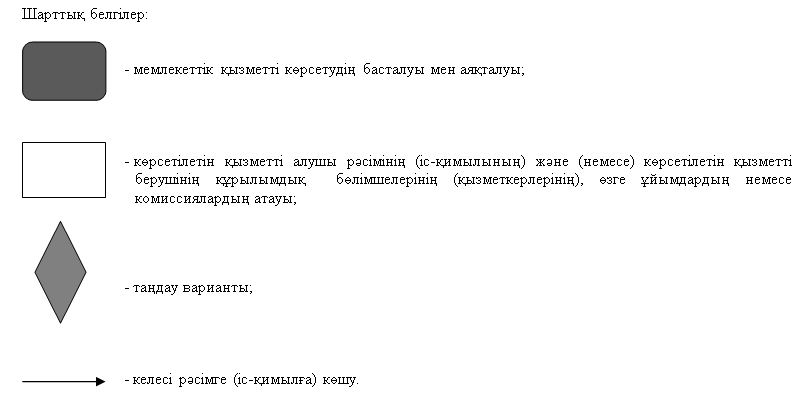 Шарттық белгілер:
- мемлекеттік қызметті көрсетудің басталуы мен аяқталуы;
- көрсетілетін қызметті алушы рәсімінің (іс-қимылының) және (немесе) көрсетілетін қызметті
берушінің құрылымдық бөлімшелерінің (қызметкерлерінің), өзге ұйымдардың немесе
комиссиялардың атауы;
- таңдау варианты;
- келесі рәсімге (іс-қимылға) көшу.